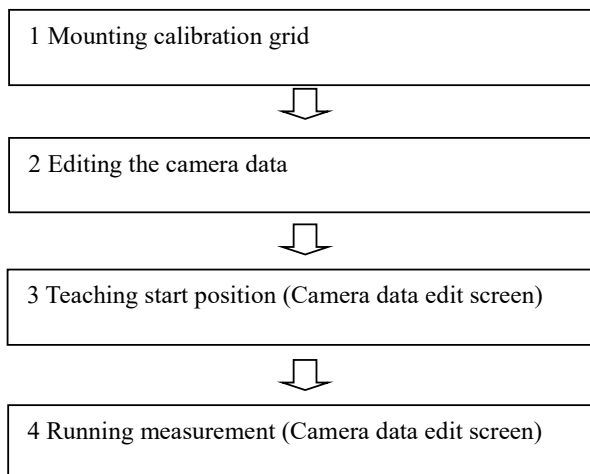 1 Mounting calibration grid
2 Editing the camera data
3 Teaching start position (Camera data edit screen)
4 Running measurement (Camera data edit screen)